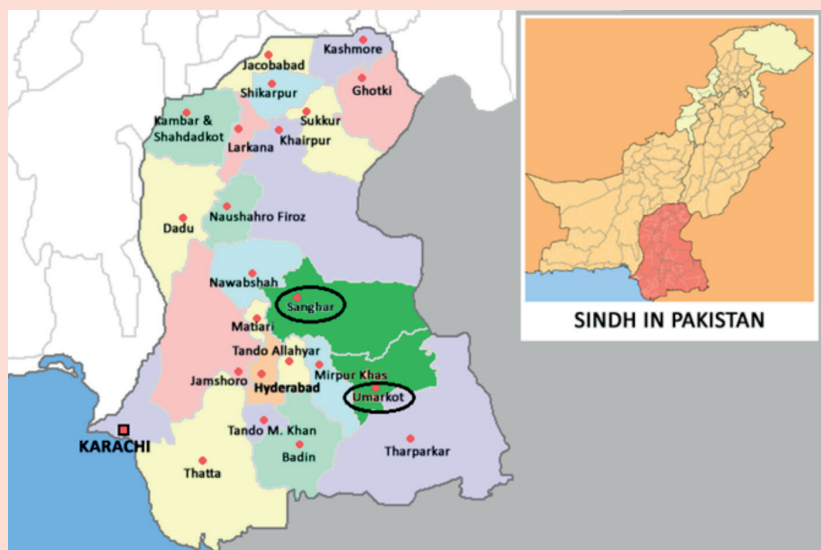 Kashmore
Jacobabad
Shikarpur
Ghotki
Kambar &
Shahdadkot
Sukkur
Larkana
Khairpur
Naushahro Firoz
Dadu
Nawabshah
Sanghar
Matiari
Tando Allahyar
Jamshoro
Hyderabad
Mirpur Khas
Umarkot
Tando M. Khan
KARACHI
Badin
Tharparkar
Thatta
SINDH IN PAKISTAN